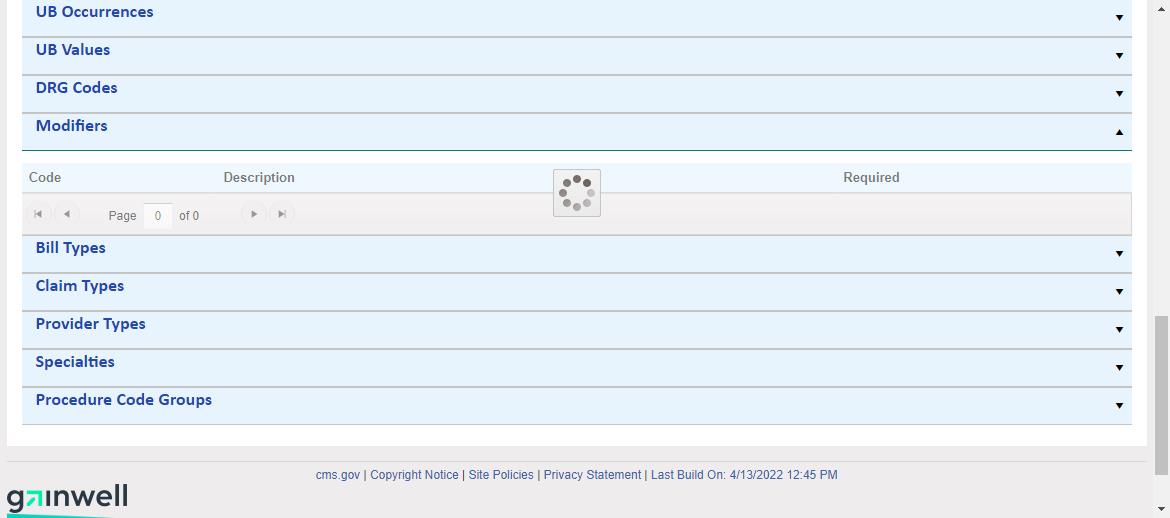 UB Occurrences
UB Values
DRG Codes
Modifiers
Code Description Required
Page 0 of 0
Bill Types
Claim Types
Provider Types
Specialties
Procedure Code Groups
cms.gov | Copyright Notice | Site Policies | Privacy Statement | Last Build On: 4/13/2022 12:45 PM
gainwell